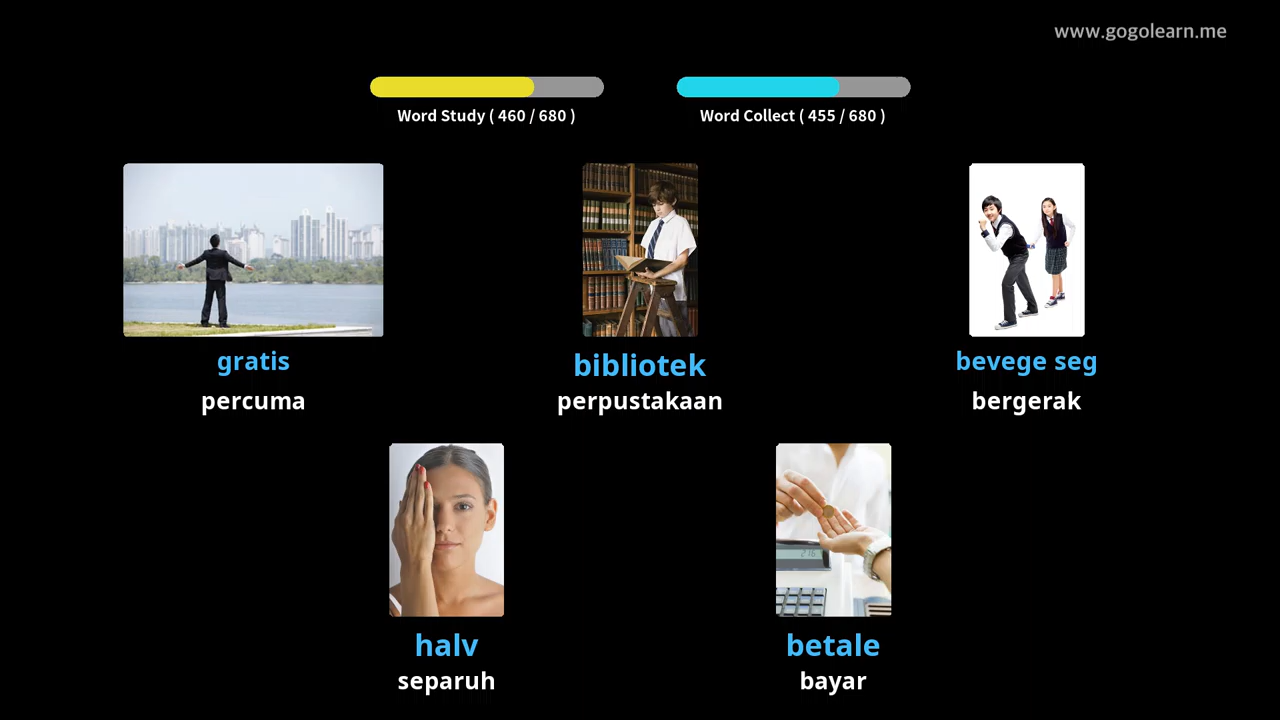 www.gogolearn.me
Word Study ( 460 / 680 )
Word Collect ( 455 / 680 )
gratis
percuma
bibliotek
perpustakaan
bevege seg
bergerak
halv
separuh
betale
bayar